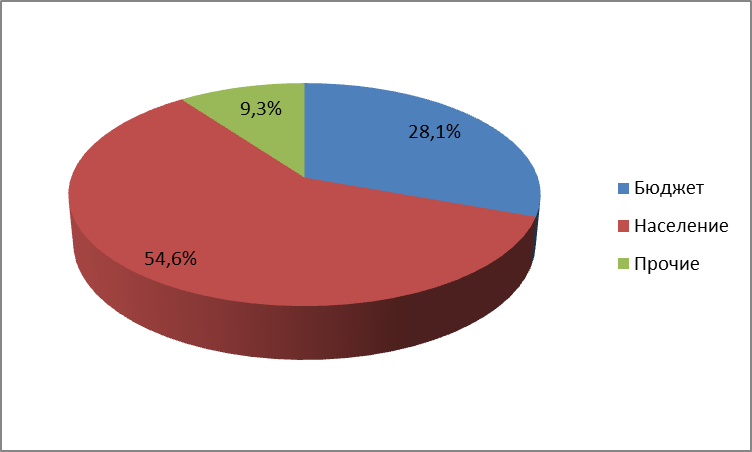 9,3%
28,1%
54,6%
Бюджет
Население
Прочие